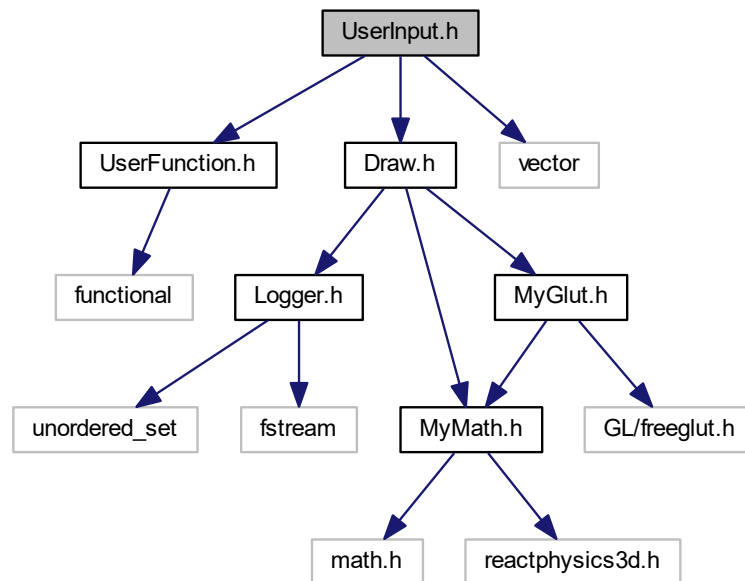 UserInput.h
UserFunction.h
Draw.h
vector
functional
Logger.h
MyGlut.h
unordered_set
fstream
MyMath.h
GL/freeglut.h
math.h
reactphysics3d.h